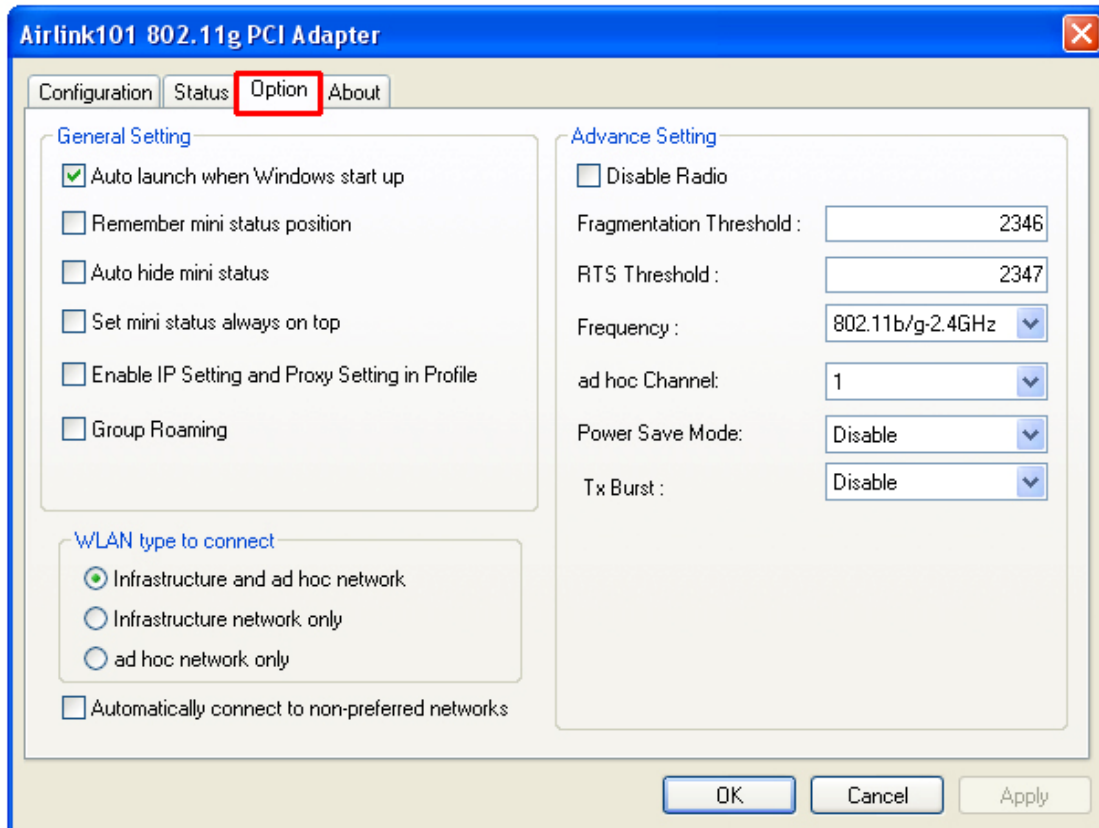 Airlink101 802.11g PCI Adapter
Configuration Status Option About
General Setting
Auto launch when Windows start up
Remember mini status position
Auto hide mini status
Set mini status always on top
Enable IP Setting and Proxy Setting in Profile
Group Roaming
WLAN type to connect
Infrastructure and ad hoc network
Infrastructure network only
ad hoc network only
Automatically connect to non-preferred networks
Advance Setting
Disable Radio
Fragmentation Threshold : 2346
RTS Threshold : 2347
Frequency : 802.11b/g-2.4GHz
ad hoc Channel: 1
Power Save Mode: Disable
Tx Burst : Disable
OK Cancel Apply